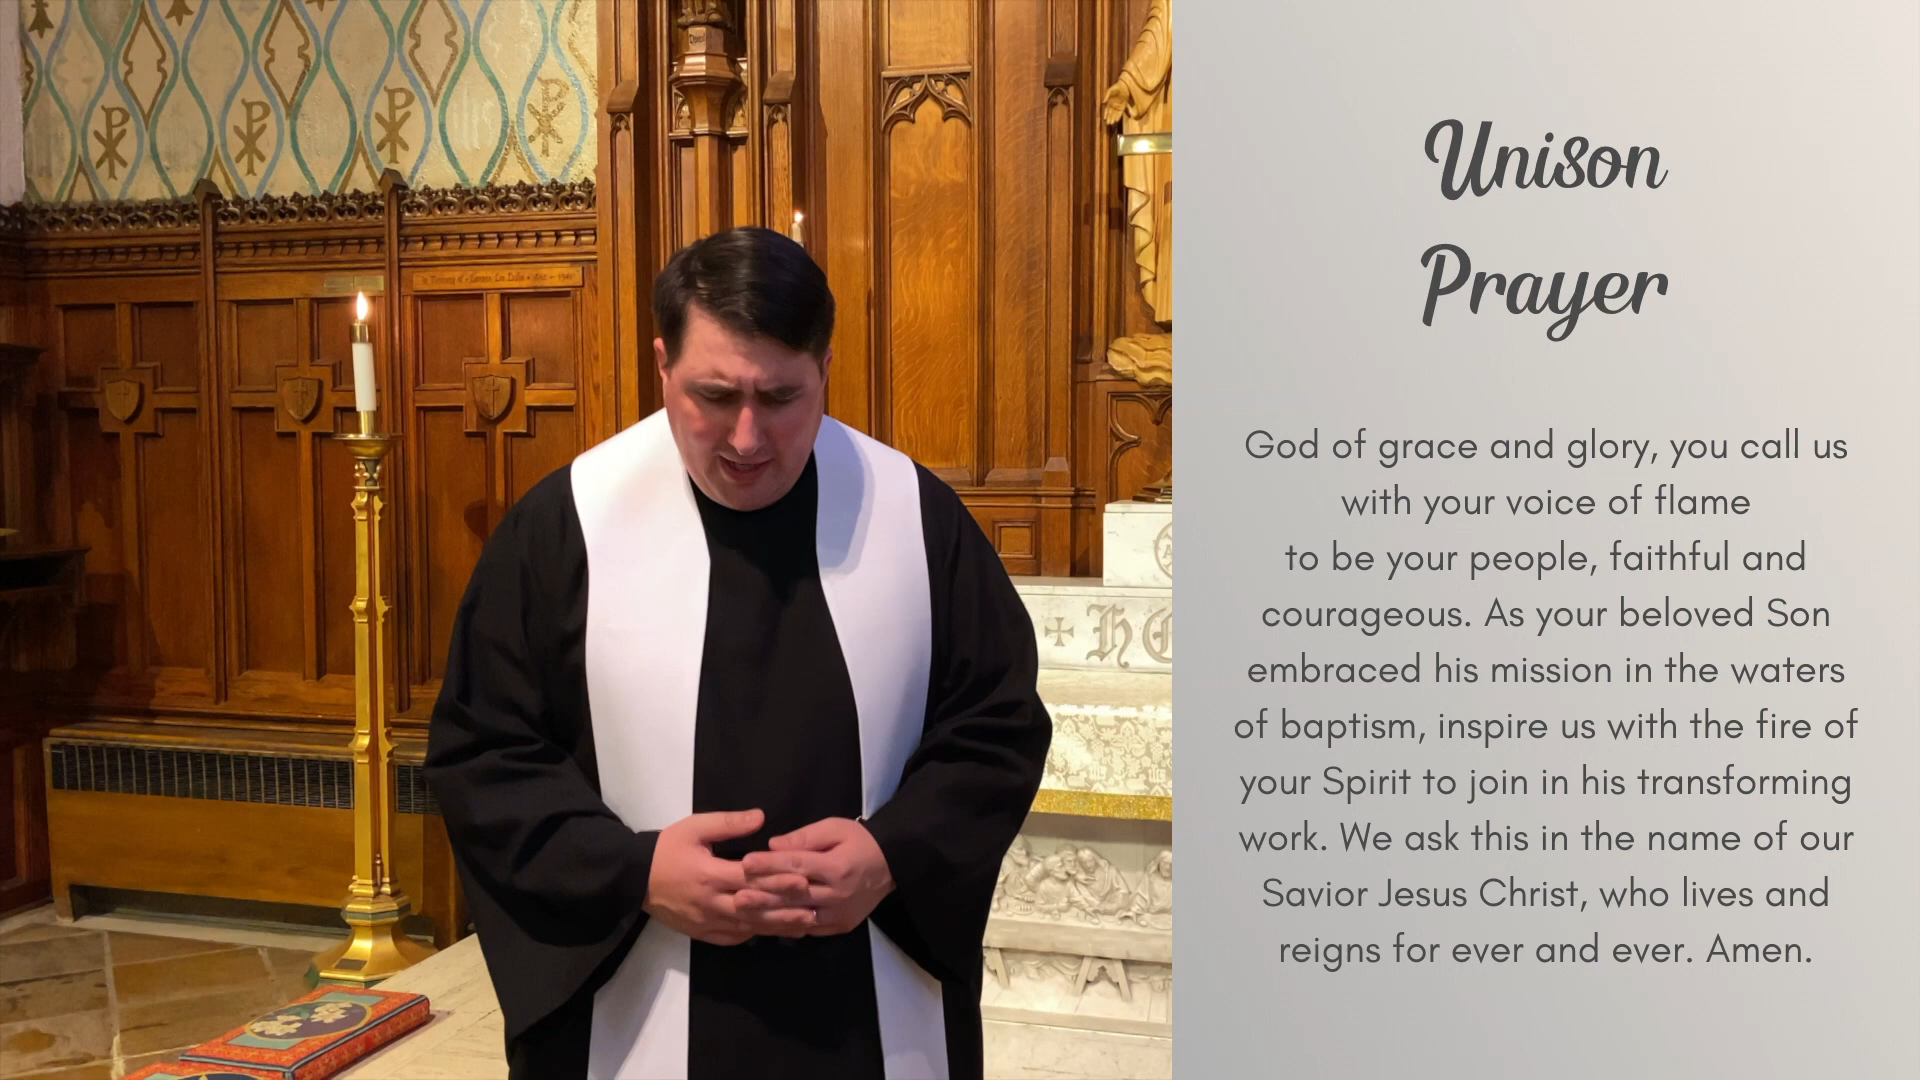 Unison
Prayer
God of grace and glory, you call us
with your voice of flame
to be your people, faithful and
courageous. As your beloved Son
embraced his mission in the waters
of baptism, inspire us with the fire of
your Spirit to join in his transforming
work. We ask this in the name of our
Savior Jesus Christ, who lives and
reigns for ever and ever. Amen.